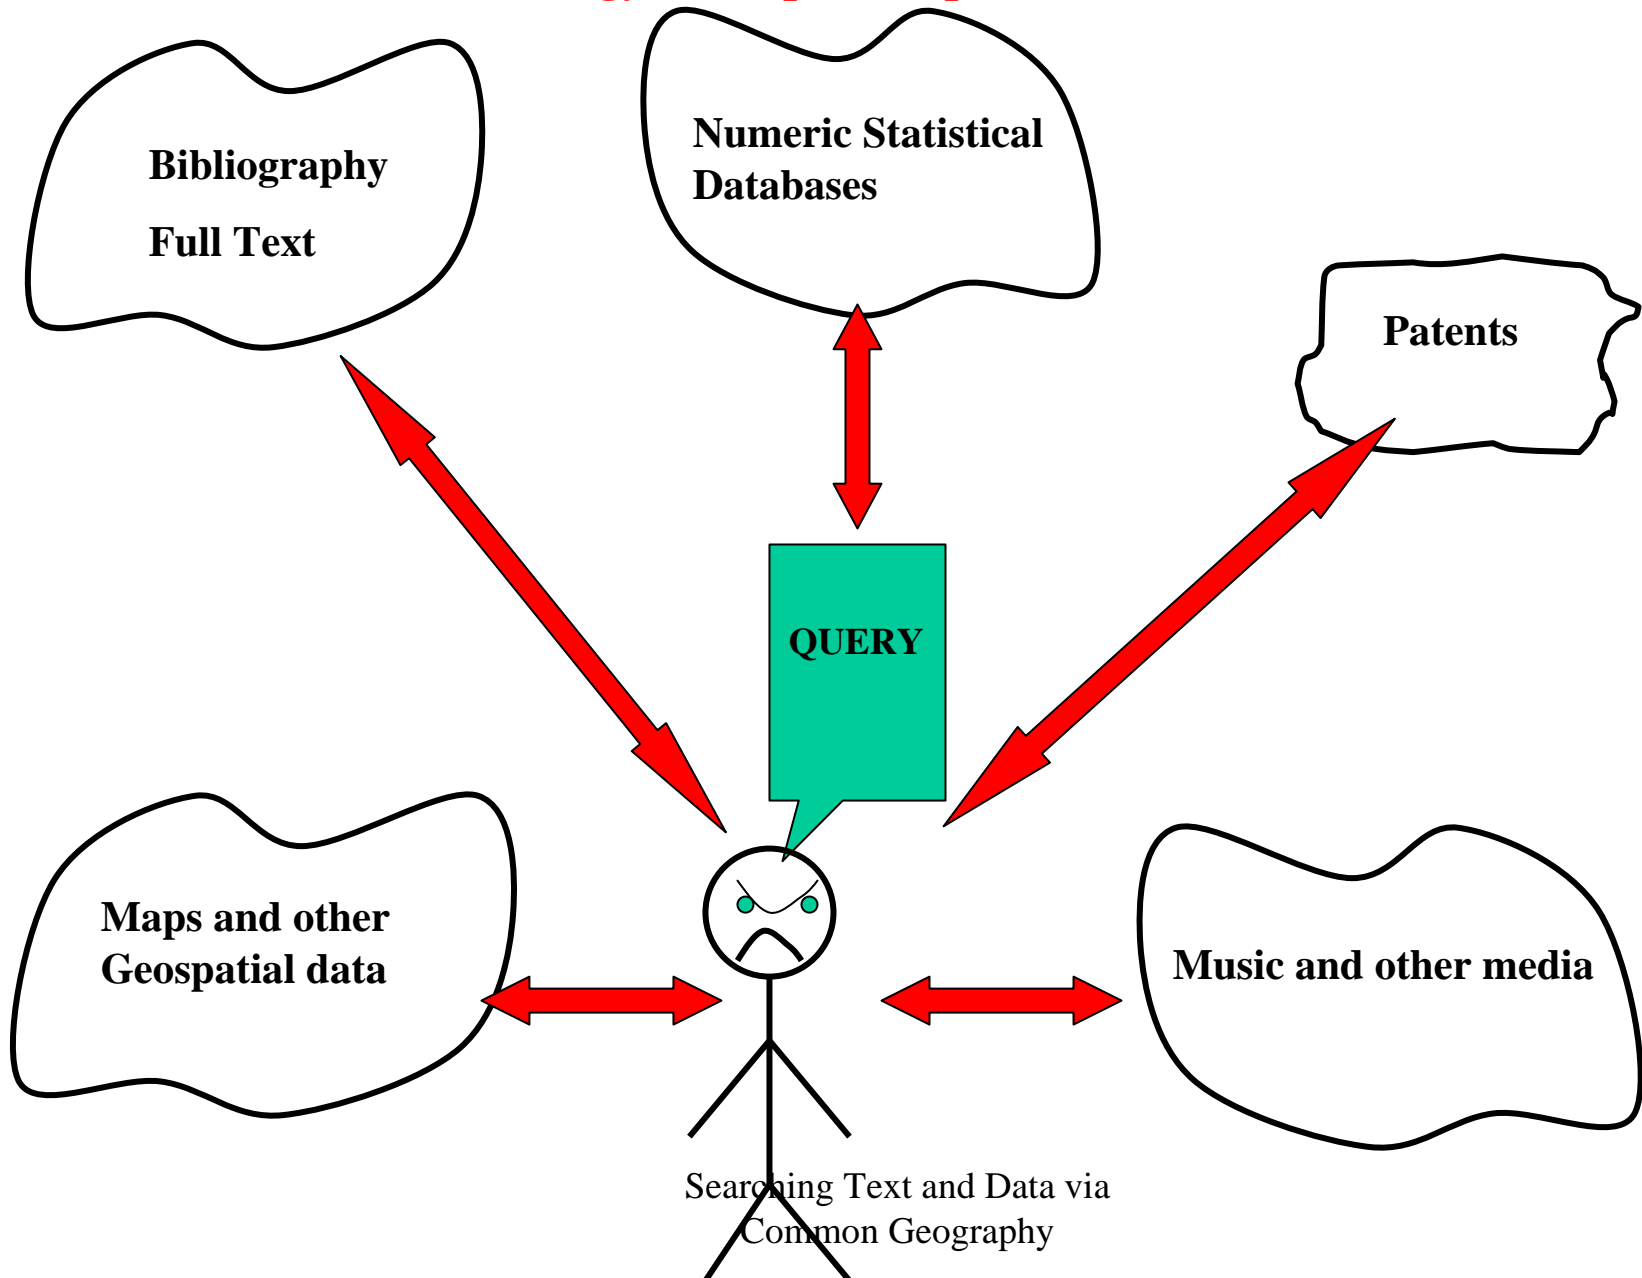 Bibliography
Full Text
Numeric Statistical
Databases
Patents
QUERY
Maps and other
Geospatial data
Music and other media
Searching Text and Data via
Common Geography